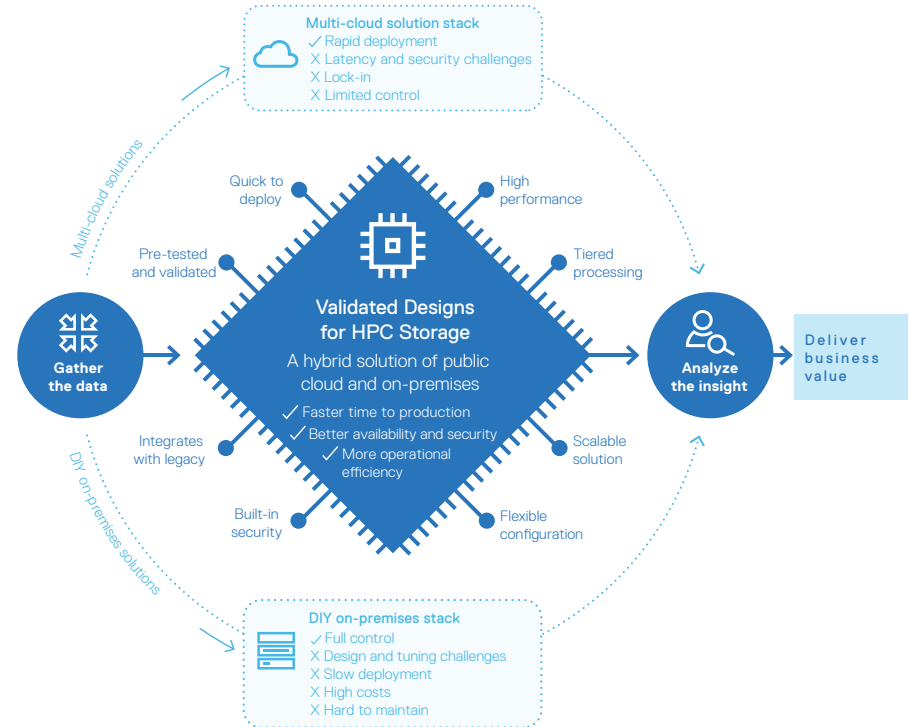 Multi-cloud solution stack
✓ Rapid deployment
X Latency and security challenges
X Lock-in
X Limited control
Multi-cloud solutions
Quick to
deploy
High
performance
Pre-tested
and validated
Tiered
processing
Validated Designs
for HPC Storage
A hybrid solution of public
cloud and on-premises
✓ Faster time to production
✓ Better availability and security
✓ More operational
efficiency
Gather
the data
Analyze
the insight
Deliver
business
value
Integrates
with legacy
Scalable
solution
Built-in
security
Flexible
configuration
DIY on-premises solutions
DIY on-premises stack
✓ Full control
X Design and tuning challenges
X Slow deployment
X High costs
X Hard to maintain